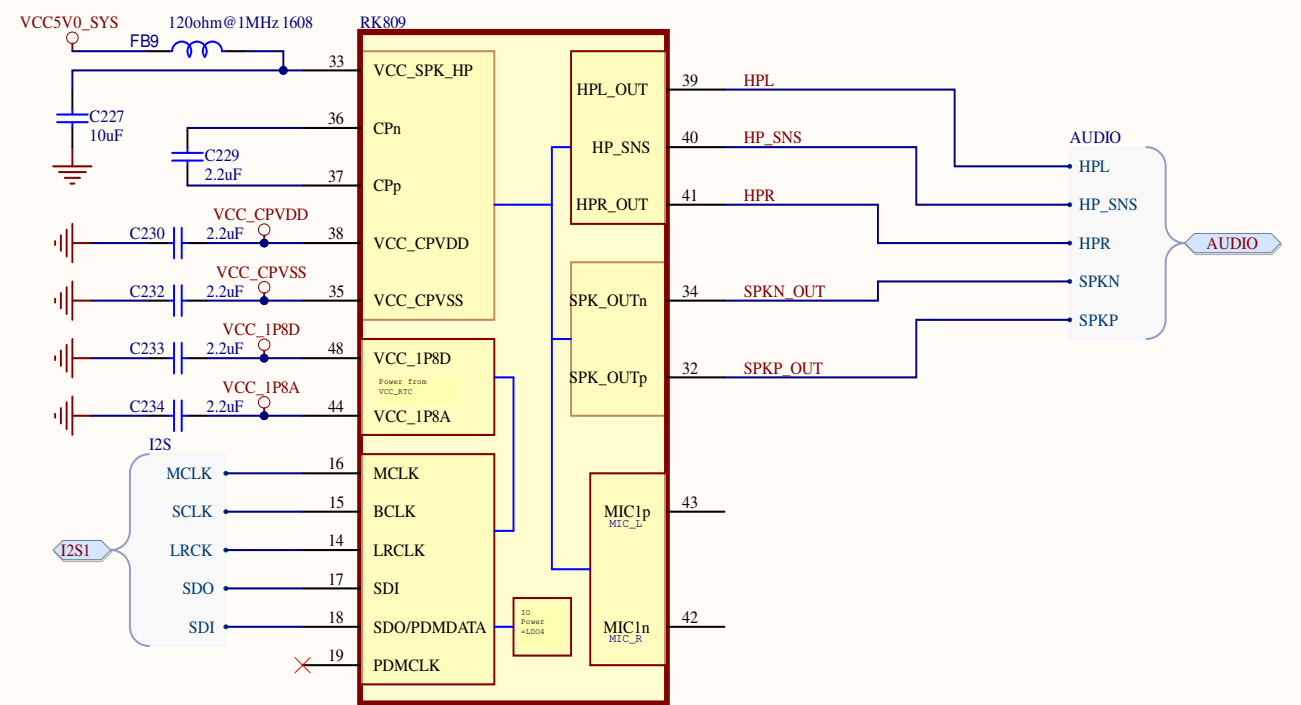 VCC5V0_SYS
120ohm@1MHz 1608
RK809
FB9
33
VCC_SPK_HP
C227
10uF
36
CPn
C229
2.2uF
37
CPp
VCC_CPVDD
C230
2.2uF
38
VCC_CPVDD
VCC_CPVSS
C232
2.2uF
35
VCC_CPVSS
VCC_1P8D
C233
2.2uF
48
VCC_1P8D
Power from
VCC_RTC
VCC_1P8A
C234
2.2uF
44
VCC_1P8A
I2S
I2S1
MCLK
16
MCLK
SCLK
15
BCLK
LRCK
14
LRCLK
SDO
17
SDI
SDI
18
SDO/PDMDATA
19
PDMCLK
IO
Power
=LDO4
HPL_OUT
39
HPL
HP_SNS
40
HP_SNS
HPR_OUT
41
HPR
SPK_OUTn
34
SPKN_OUT
SPK_OUTp
32
SPKP_OUT
MIC1p
MIC_L
43
MIC1n
MIC_R
42
AUDIO
HPL
HP_SNS
HPR
SPKN
SPKP
AUDIO